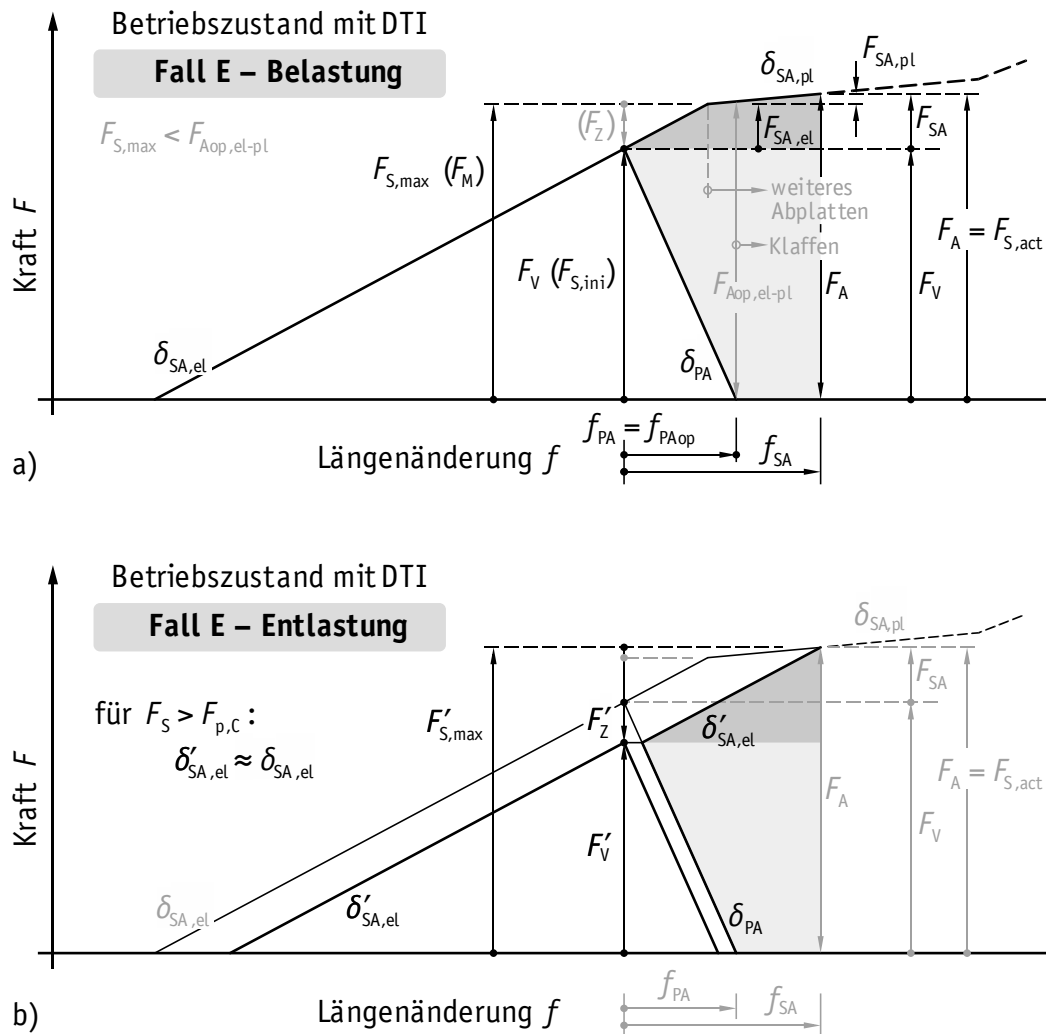 Betriebszustand mit DTI
Fall E – Belastung
F_S,max < F_Aop,el-pl
Kraft F
F_S,max (F_M)
(F_Z)
δ_SA,pl
F_SA,pl
F_SA,el
F_SA
weiteres
Abplatten
Klaffen
F_V (F_S,ini)
F_Aop,el-pl
F_A
F_V
F_A = F_S,act
δ_SA,el
δ_PA
f_PA = f_PAop
f_SA
a)
Längenänderung f
Betriebszustand mit DTI
Fall E – Entlastung
für F_S > F_p,C :
δ′_SA,el ≈ δ_SA,el
Kraft F
F′_S,max
F′_Z
δ_SA,pl
F_SA
δ′_SA,el
F_A
F_A = F_S,act
F_V
F′_V
δ_SA,el
δ′_SA,el
δ_PA
f_PA
f_SA
b)
Längenänderung f